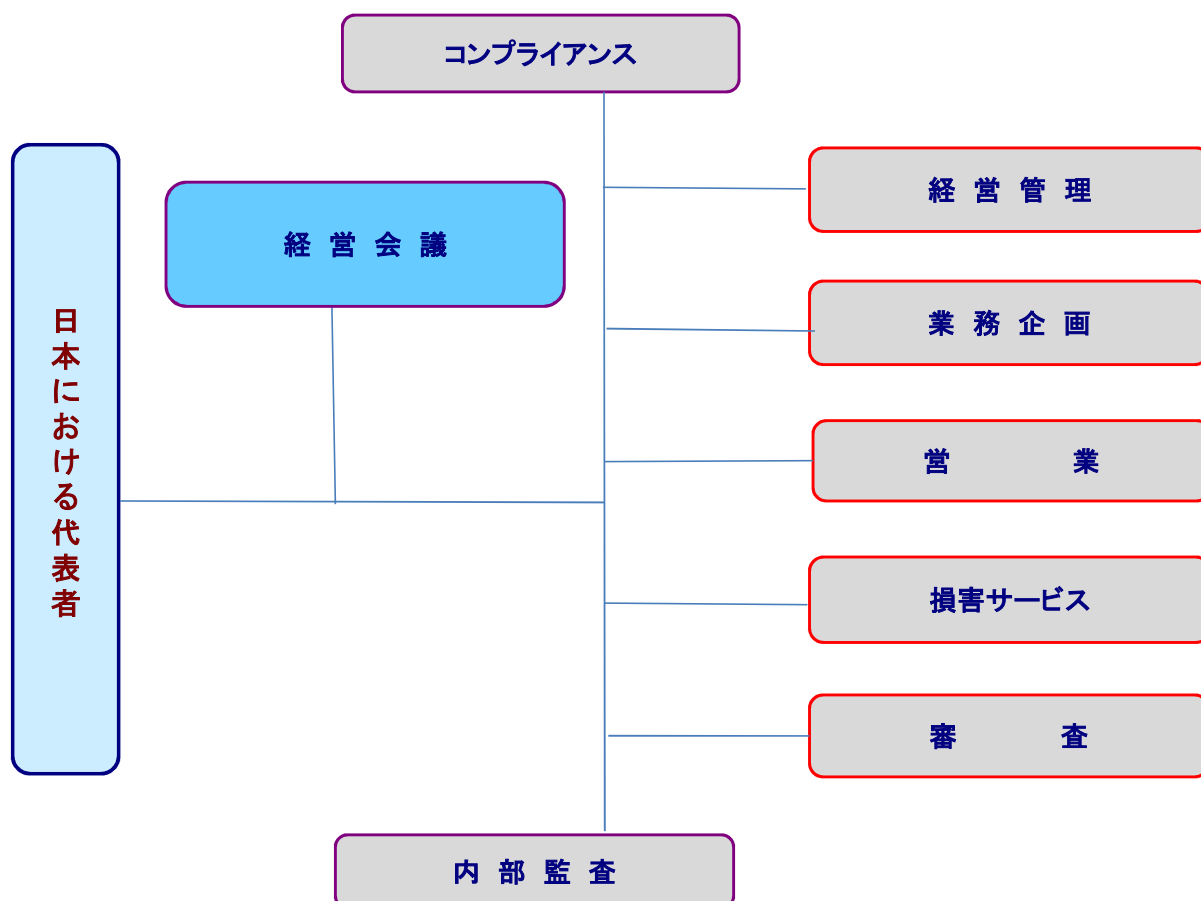 コンプライアンス
経 営 管 理
経 営 会 議
日本における代表者
業 務 企 画
営 業
損害サービス
審 査
内 部 監 査